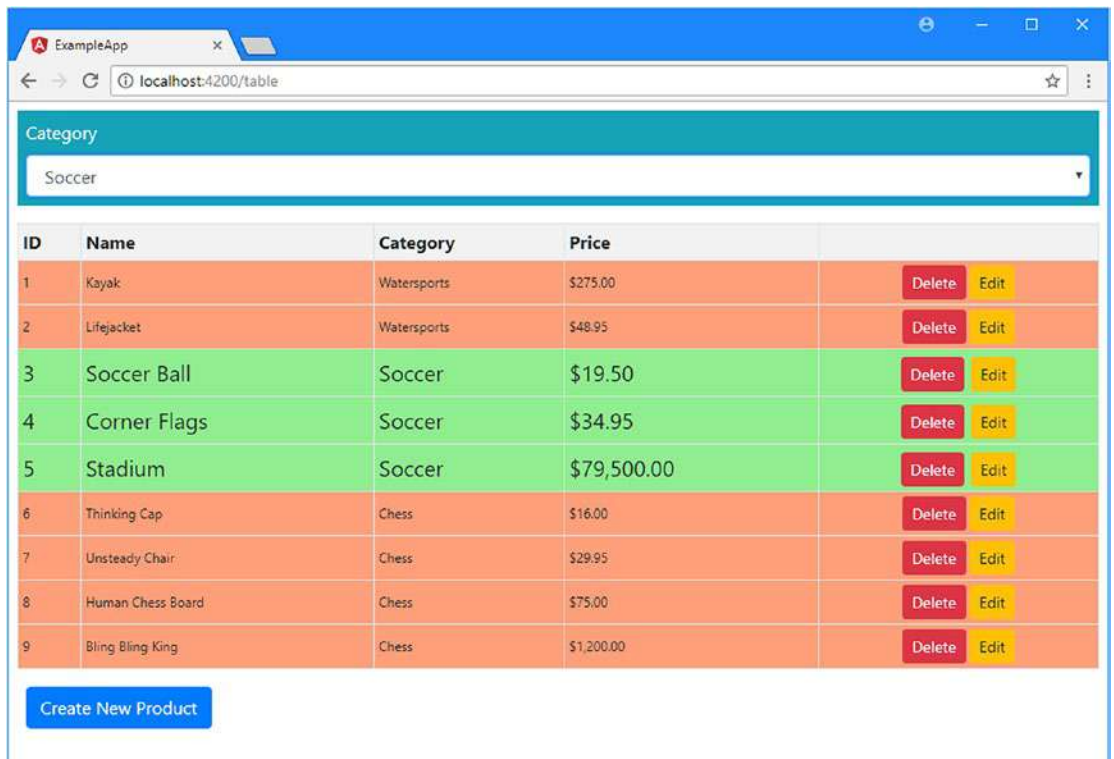 ExampleApp
localhost:4200/table
Category
Soccer
ID Name Category Price
1 Kayak Watersports $275.00 Delete Edit
2 Lifejacket Watersports $48.95 Delete Edit
3 Soccer Ball Soccer $19.50 Delete Edit
4 Corner Flags Soccer $34.95 Delete Edit
5 Stadium Soccer $79,500.00 Delete Edit
6 Thinking Cap Chess $16.00 Delete Edit
7 Unsteady Chair Chess $29.95 Delete Edit
8 Human Chess Board Chess $75.00 Delete Edit
9 Bling Bling King Chess $1,200.00 Delete Edit
Create New Product